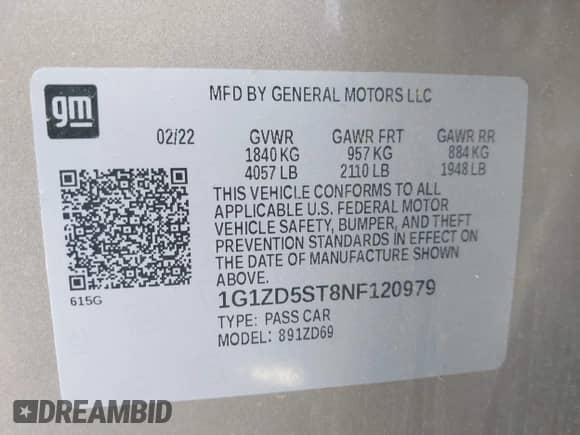 gm
MFD BY GENERAL MOTORS LLC
02/22 GVWR GAWR FRT GAWR RR
1840 KG 957 KG 884 KG
4057 LB 2110 LB 1948 LB
THIS VEHICLE CONFORMS TO ALL
APPLICABLE U.S. FEDERAL MOTOR
VEHICLE SAFETY, BUMPER, AND THEFT
PREVENTION STANDARDS IN EFFECT ON
THE DATE OF MANUFACTURE SHOWN
ABOVE.
615G
1G1ZD5ST8NF120979
TYPE: PASS CAR
MODEL: 891ZD69
DREAMBID